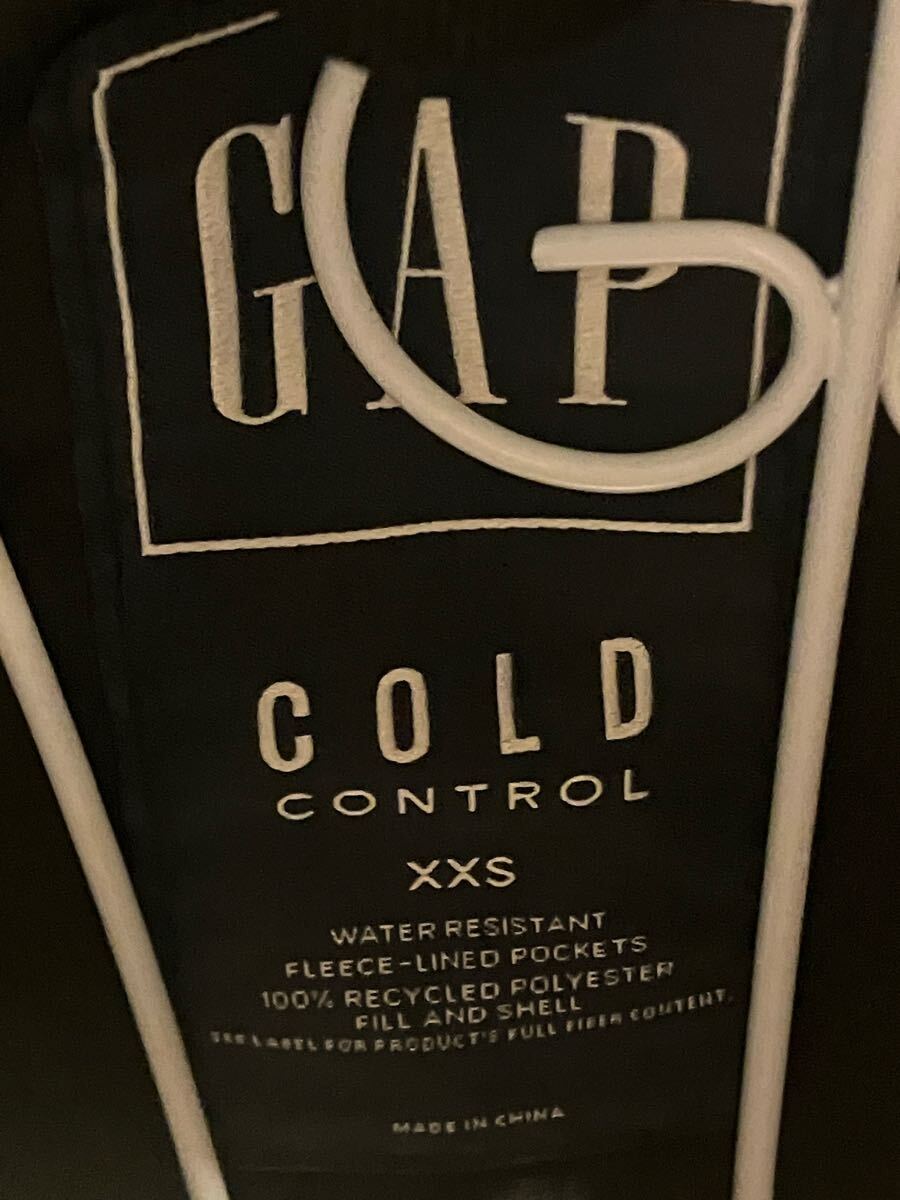 GAP
COLD
CONTROL
XXS
WATER RESISTANT
FLEECE-LINED POCKETS
100% RECYCLED POLYESTER
FILL AND SHELL
SEE LABEL FOR PRODUCT'S FULL FIBER CONTENT.
MADE IN CHINA